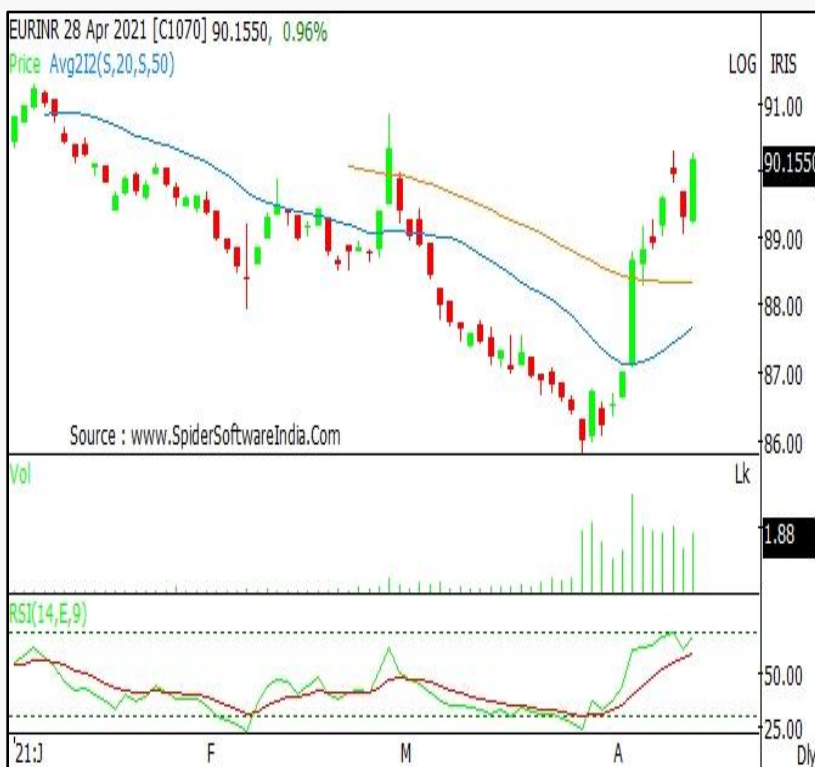 EURINR 28 Apr 2021 [C1070] 90.1550, 0.96%
Price Avg2I2(S,20,S,50)
LOG IRIS
91.00
90.1550
89.00
88.00
87.00
86.00
Source : www.SpiderSoftwareIndia.Com
Vol
Lk
1.88
RSI(14,E,9)
50.00
25.00
'21:J F M A Dly